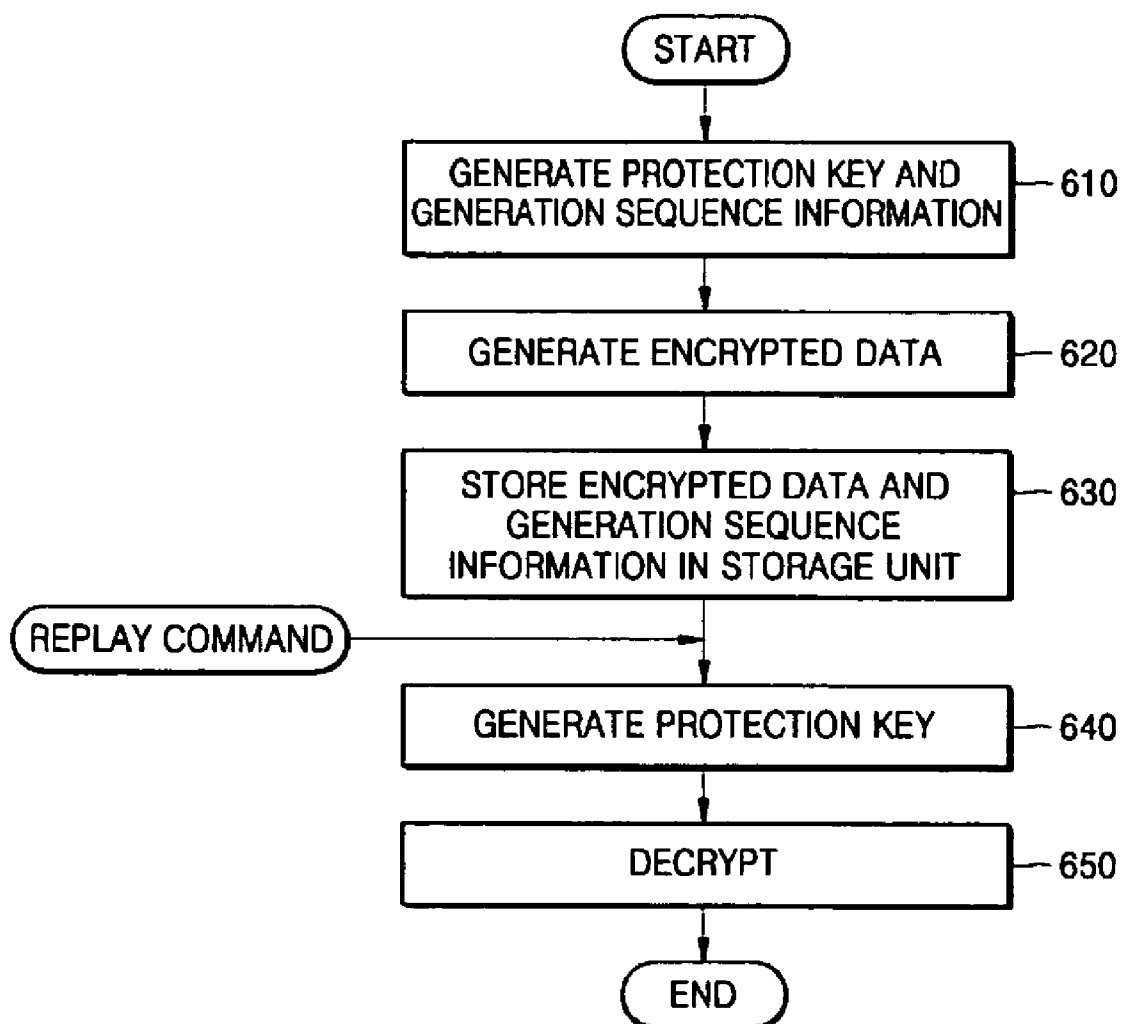 START
GENERATE PROTECTION KEY AND
GENERATION SEQUENCE INFORMATION
610
GENERATE ENCRYPTED DATA
620
STORE ENCRYPTED DATA AND
GENERATION SEQUENCE
INFORMATION IN STORAGE UNIT
630
REPLAY COMMAND
GENERATE PROTECTION KEY
640
DECRYPT
650
END